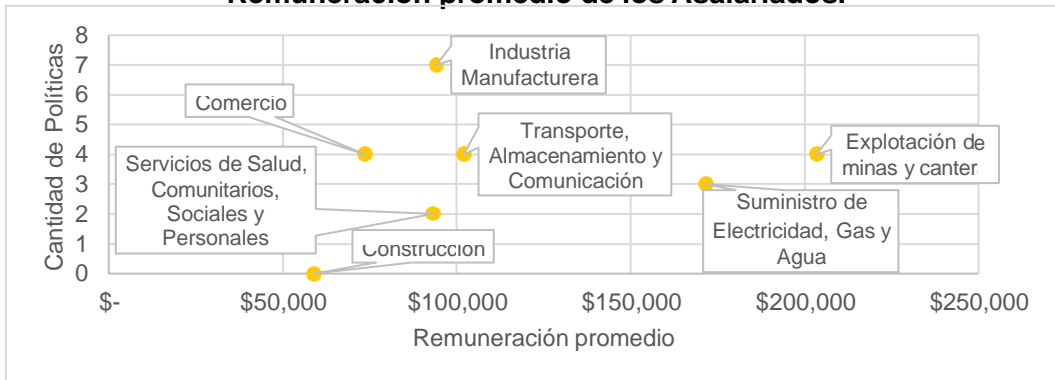 Remuneración promedio de los Asalariados.
Cantidad de Políticas
8
7
6
5
4
3
2
1
0
Industria
Manufacturera
Comercio
Transporte,
Almacenamiento y
Comunicación
Explotación de
minas y canter
Servicios de Salud,
Comunitarios,
Sociales y
Personales
Suministro de
Electricidad, Gas y
Agua
Construcción
$- $50,000 $100,000 $150,000 $200,000 $250,000
Remuneración promedio